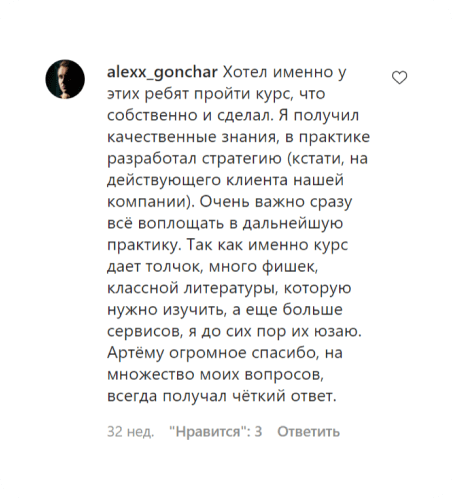 alexx_gonchar Хотел именно у
этих ребят пройти курс, что
собственно и сделал. Я получил
качественные знания, в практике
разработал стратегию (кстати, на
действующего клиента нашей
компании). Очень важно сразу
всё воплощать в дальнейшую
практику. Так как именно курс
дает толчок, много фишек,
классной литературы, которую
нужно изучить, а еще больше
сервисов, я до сих пор их юзаю.
Артёму огромное спасибо, на
множество моих вопросов,
всегда получал чёткий ответ.
32 нед. "Нравится": 3 Ответить